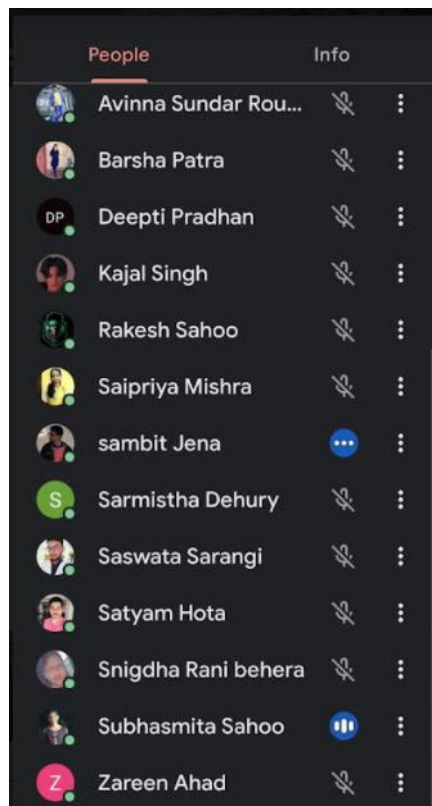 People Info
Avinna Sundar Rou...
Barsha Patra
DP Deepti Pradhan
Kajal Singh
Rakesh Sahoo
Saipriya Mishra
sambit Jena
S Sarmistha Dehury
Saswata Sarangi
Satyam Hota
Snigdha Rani behera
Subhasmita Sahoo
Z Zareen Ahad